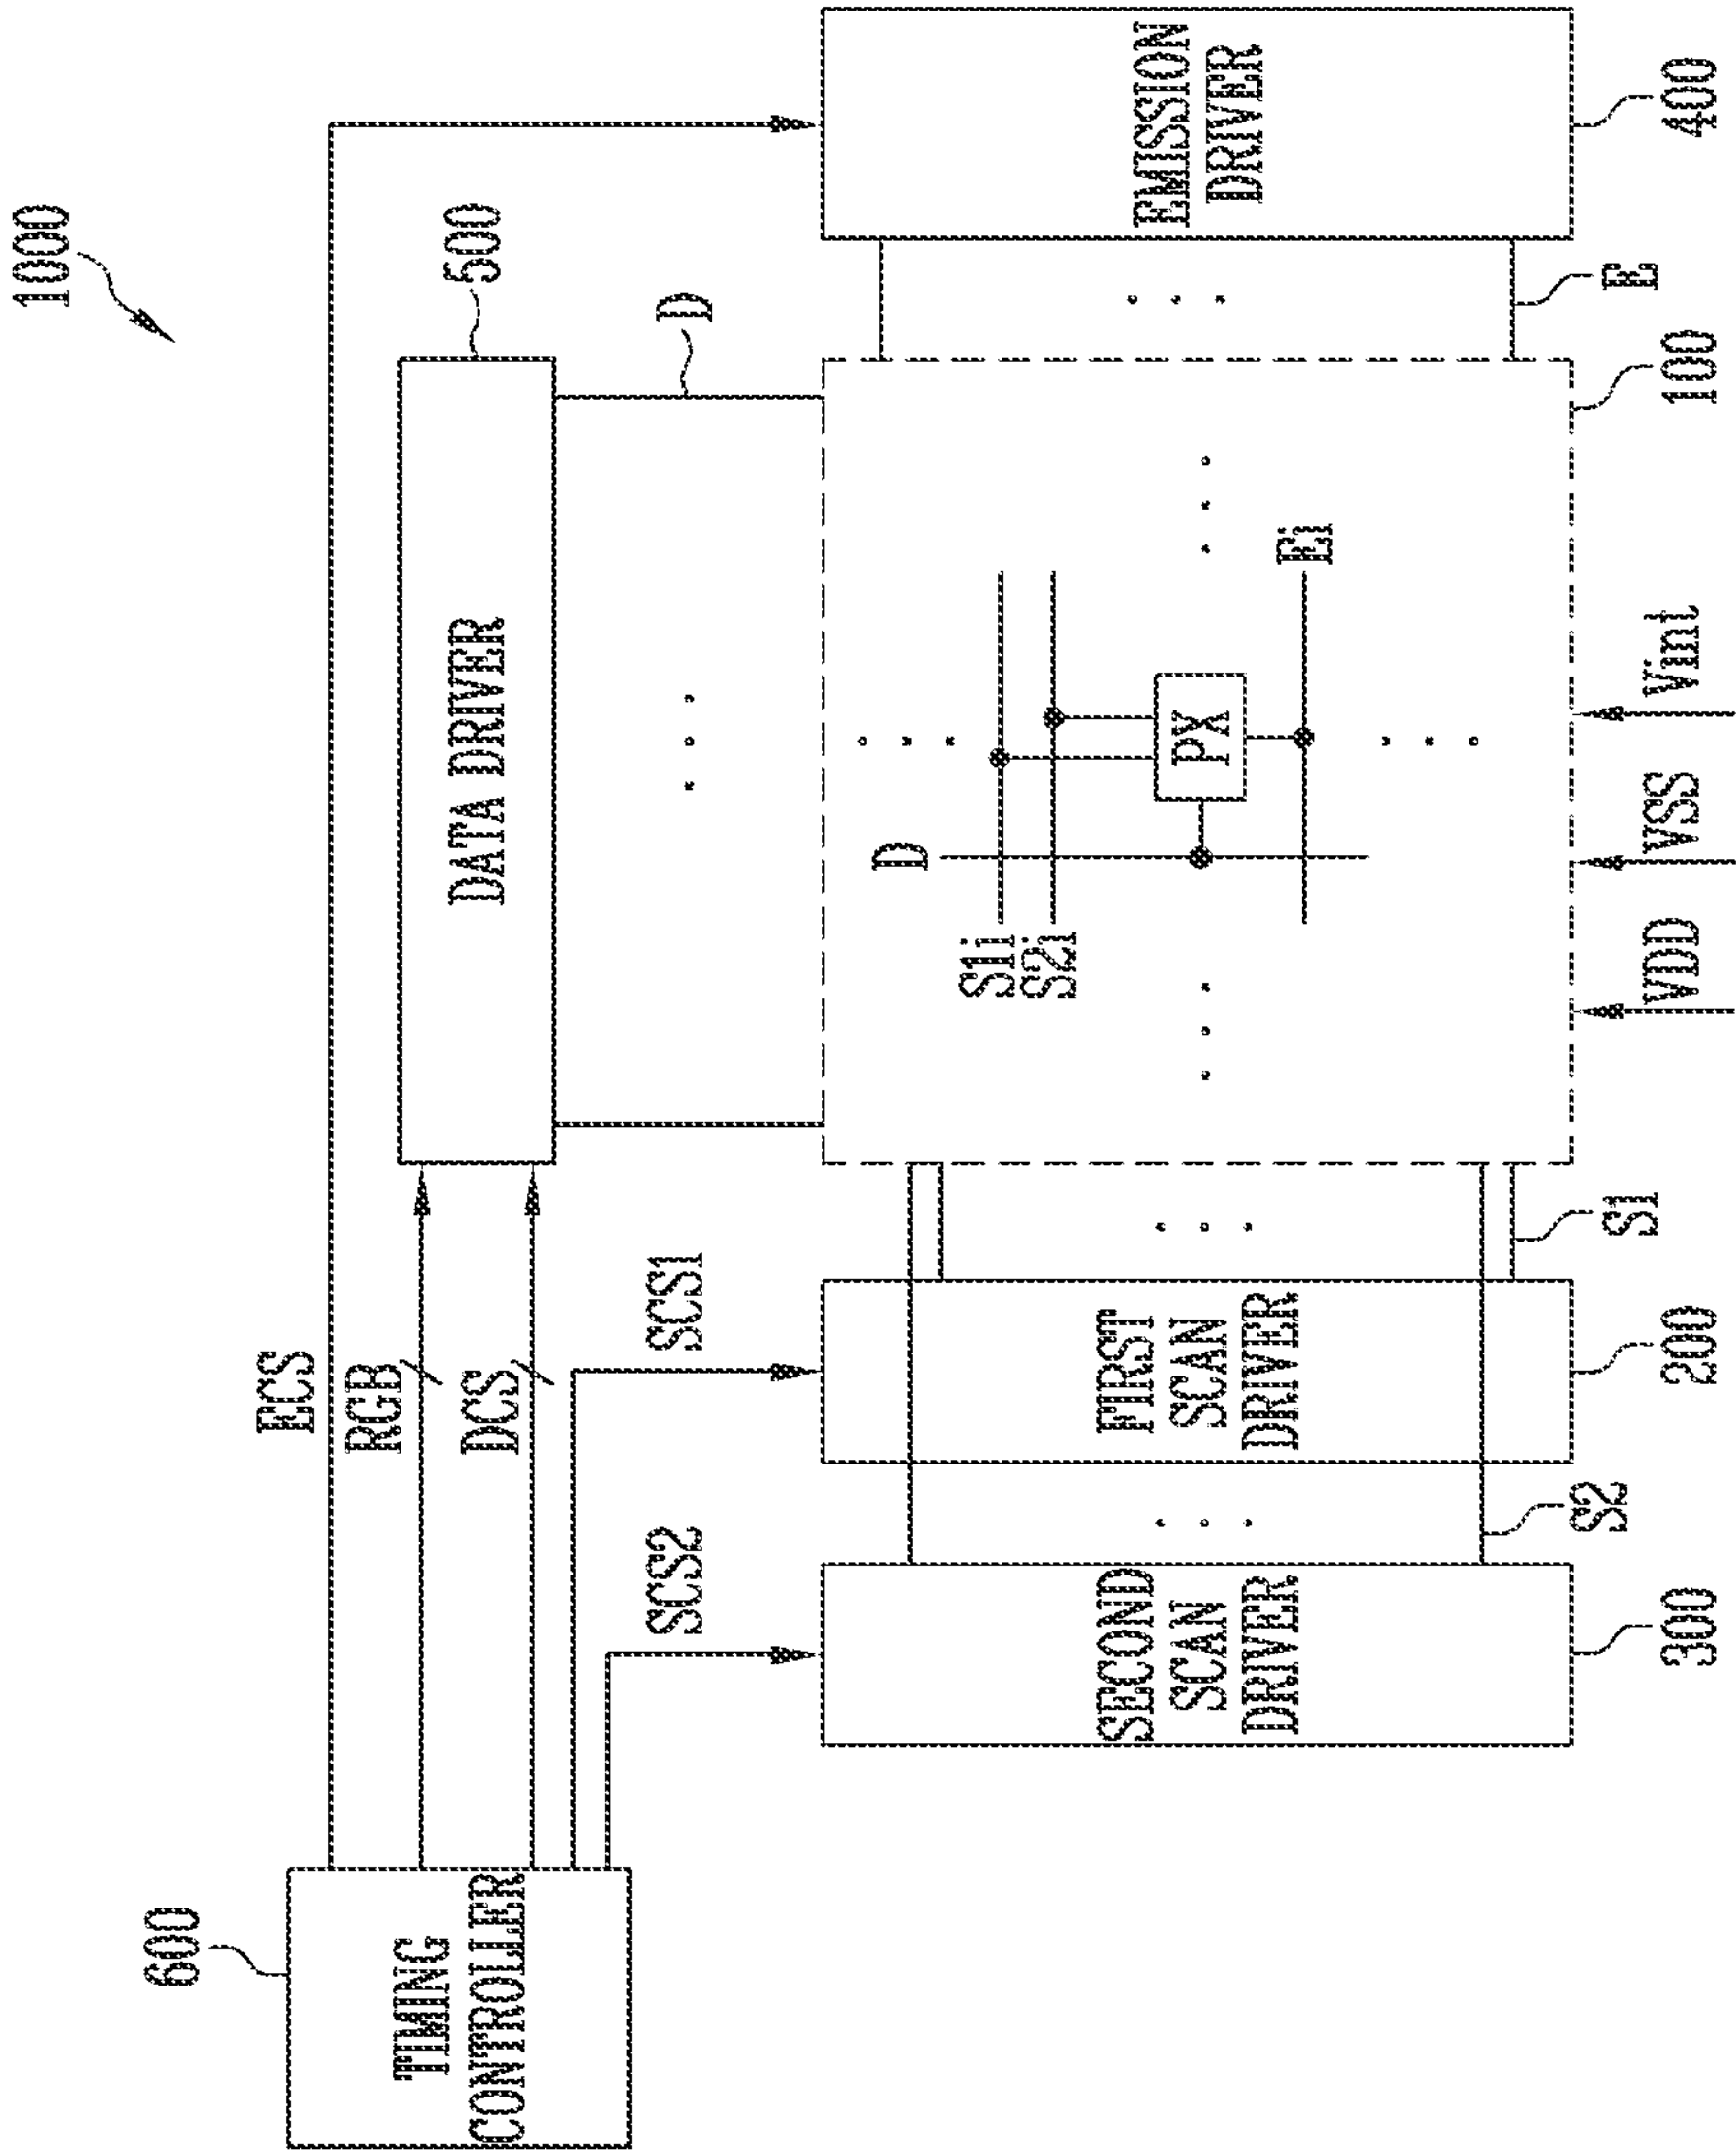 1000
600
TIMING
CONTROLLER
ECS
RGB
DCS
SCS1
SCS2
DATA DRIVER
500
D
SECOND
SCAN
DRIVER
300
S2
FIRST
SCAN
DRIVER
200
S1
D
S1i
S2i
PX
Ei
100
VDD
VSS
Vint
E
EMISSION
DRIVER
400